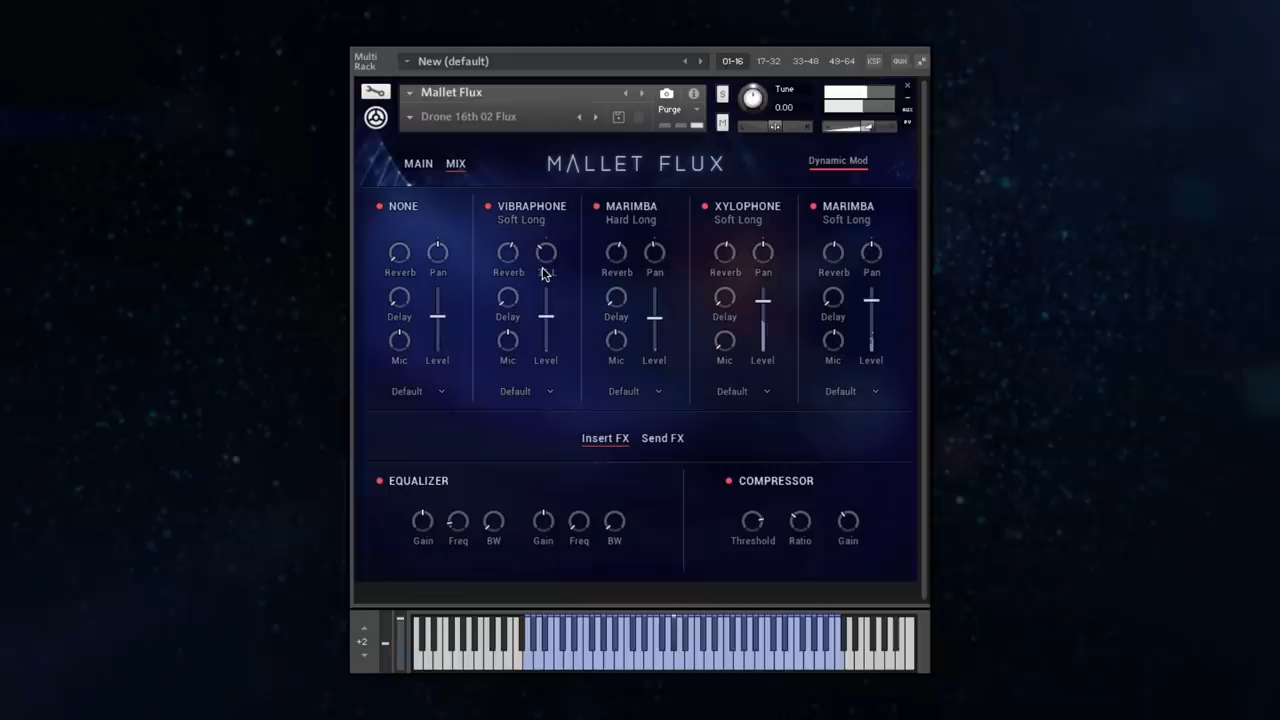 Multi
Rack
New (default)
01-16 17-32 33-48 49-64 KSP
Mallet Flux
Purge
S
Tune
0.00
Drone 16th 02 Flux
M
L R
AUX
PV
MAIN MIX
MALLET FLUX
Dynamic Mod
NONE
VIBRAPHONE
Soft Long
MARIMBA
Hard Long
XYLOPHONE
Soft Long
MARIMBA
Soft Long
Reverb Pan Reverb Reverb Pan Reverb Pan Reverb Pan
Delay Delay Delay Delay Delay
Mic Level Mic Level Mic Level Mic Level Mic Level
Default Default Default Default Default
Insert FX Send FX
EQUALIZER
COMPRESSOR
Gain Freq BW Gain Freq BW Threshold Ratio Gain
+2